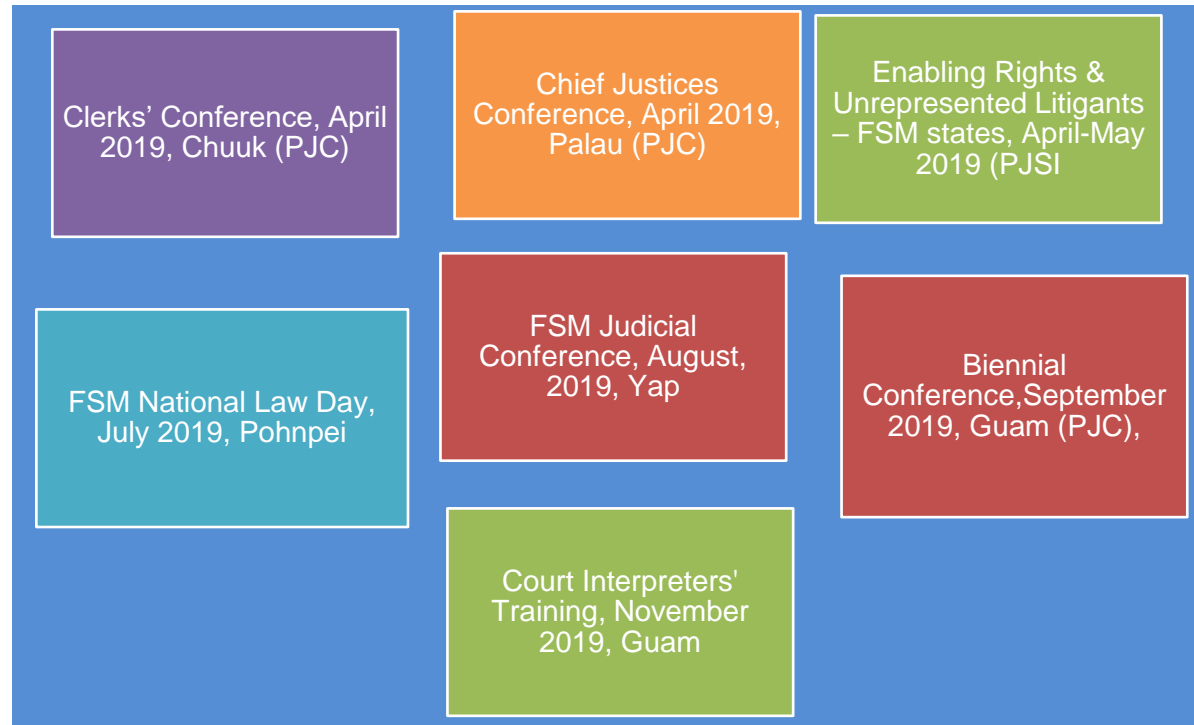 Clerks' Conference, April
2019, Chuuk (PJC)
Chief Justices
Conference, April 2019,
Palau (PJC)
Enabling Rights &
Unrepresented Litigants
– FSM states, April-May
2019 (PJSI
FSM National Law Day,
July 2019, Pohnpei
FSM Judicial
Conference, August,
2019, Yap
Biennial
Conference,September
2019, Guam (PJC),
Court Interpreters'
Training, November
2019, Guam